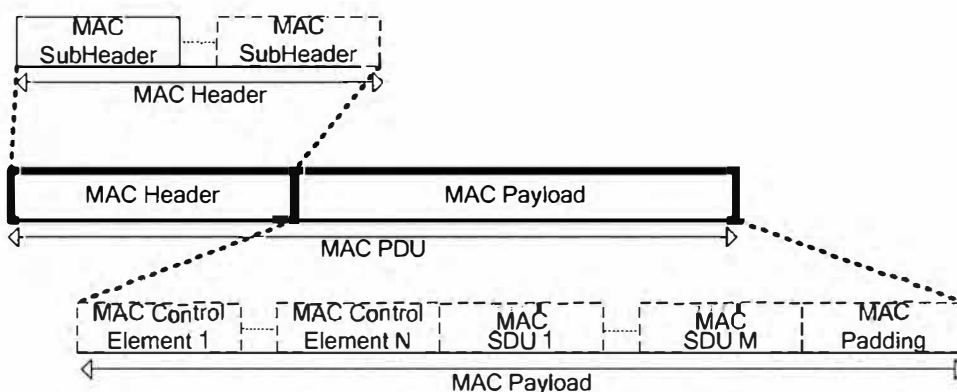 MAC
SubHeader
MAC
SubHeader
MAC Header
MAC Header
MAC Payload
MAC PDU
MAC Control
Element 1
MAC Control
Element N
MAC
SDU 1
MAC
SDU M
MAC
Padding
MAC Payload